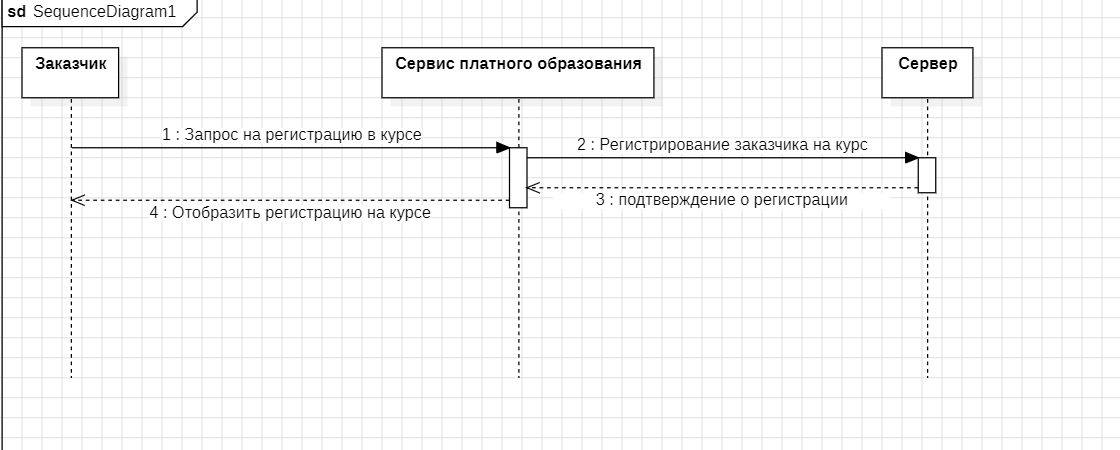 sd SequenceDiagram1
Заказчик
Сервис платного образования
Сервер
1 : Запрос на регистрацию в курсе
2 : Регистрирование заказчика на курс
3 : подтверждение о регистрации
4 : Отобразить регистрацию на курсе